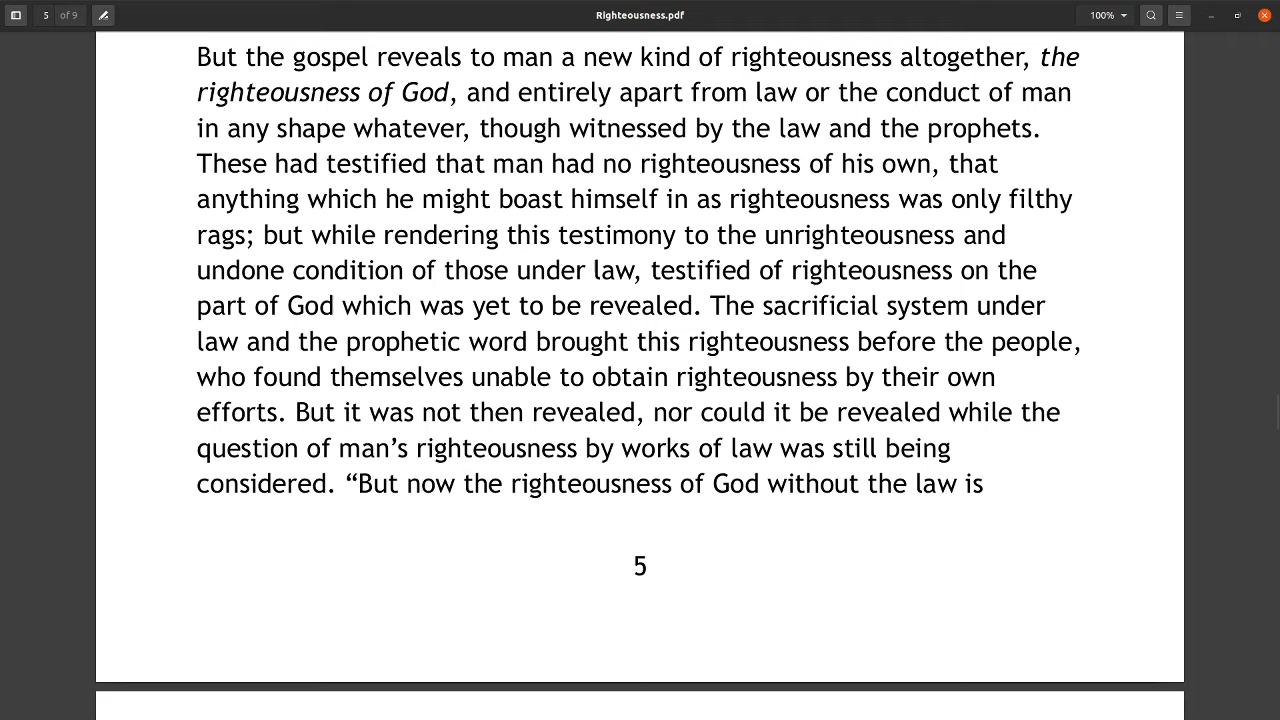 5 of 9
Righteousness.pdf
100%
But the gospel reveals to man a new kind of righteousness altogether, the
righteousness of God, and entirely apart from law or the conduct of man
in any shape whatever, though witnessed by the law and the prophets.
These had testified that man had no righteousness of his own, that
anything which he might boast himself in as righteousness was only filthy
rags; but while rendering this testimony to the unrighteousness and
undone condition of those under law, testified of righteousness on the
part of God which was yet to be revealed. The sacrificial system under
law and the prophetic word brought this righteousness before the people,
who found themselves unable to obtain righteousness by their own
efforts. But it was not then revealed, nor could it be revealed while the
question of man’s righteousness by works of law was still being
considered. “But now the righteousness of God without the law is
5